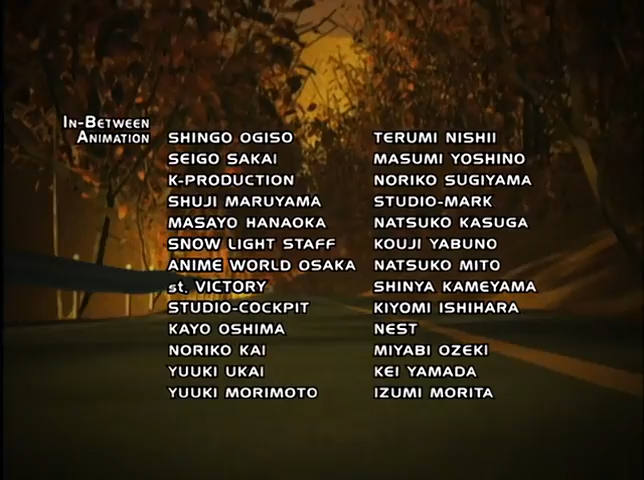 In-Between
Animation
SHINGO OGISO
SEIGO SAKAI
K-PRODUCTION
SHUJI MARUYAMA
MASAYO HANAOKA
SNOW LIGHT STAFF
ANIME WORLD OSAKA
st. VICTORY
STUDIO-COCKPIT
KAYO OSHIMA
NORIKO KAI
YUUKI UKAI
YUUKI MORIMOTO
TERUMI NISHII
MASUMI YOSHINO
NORIKO SUGIYAMA
STUDIO-MARK
NATSUKO KASUGA
KOUJI YABUNO
NATSUKO MITO
SHINYA KAMEYAMA
KIYOMI ISHIHARA
NEST
MIYABI OZEKI
KEI YAMADA
IZUMI MORITA